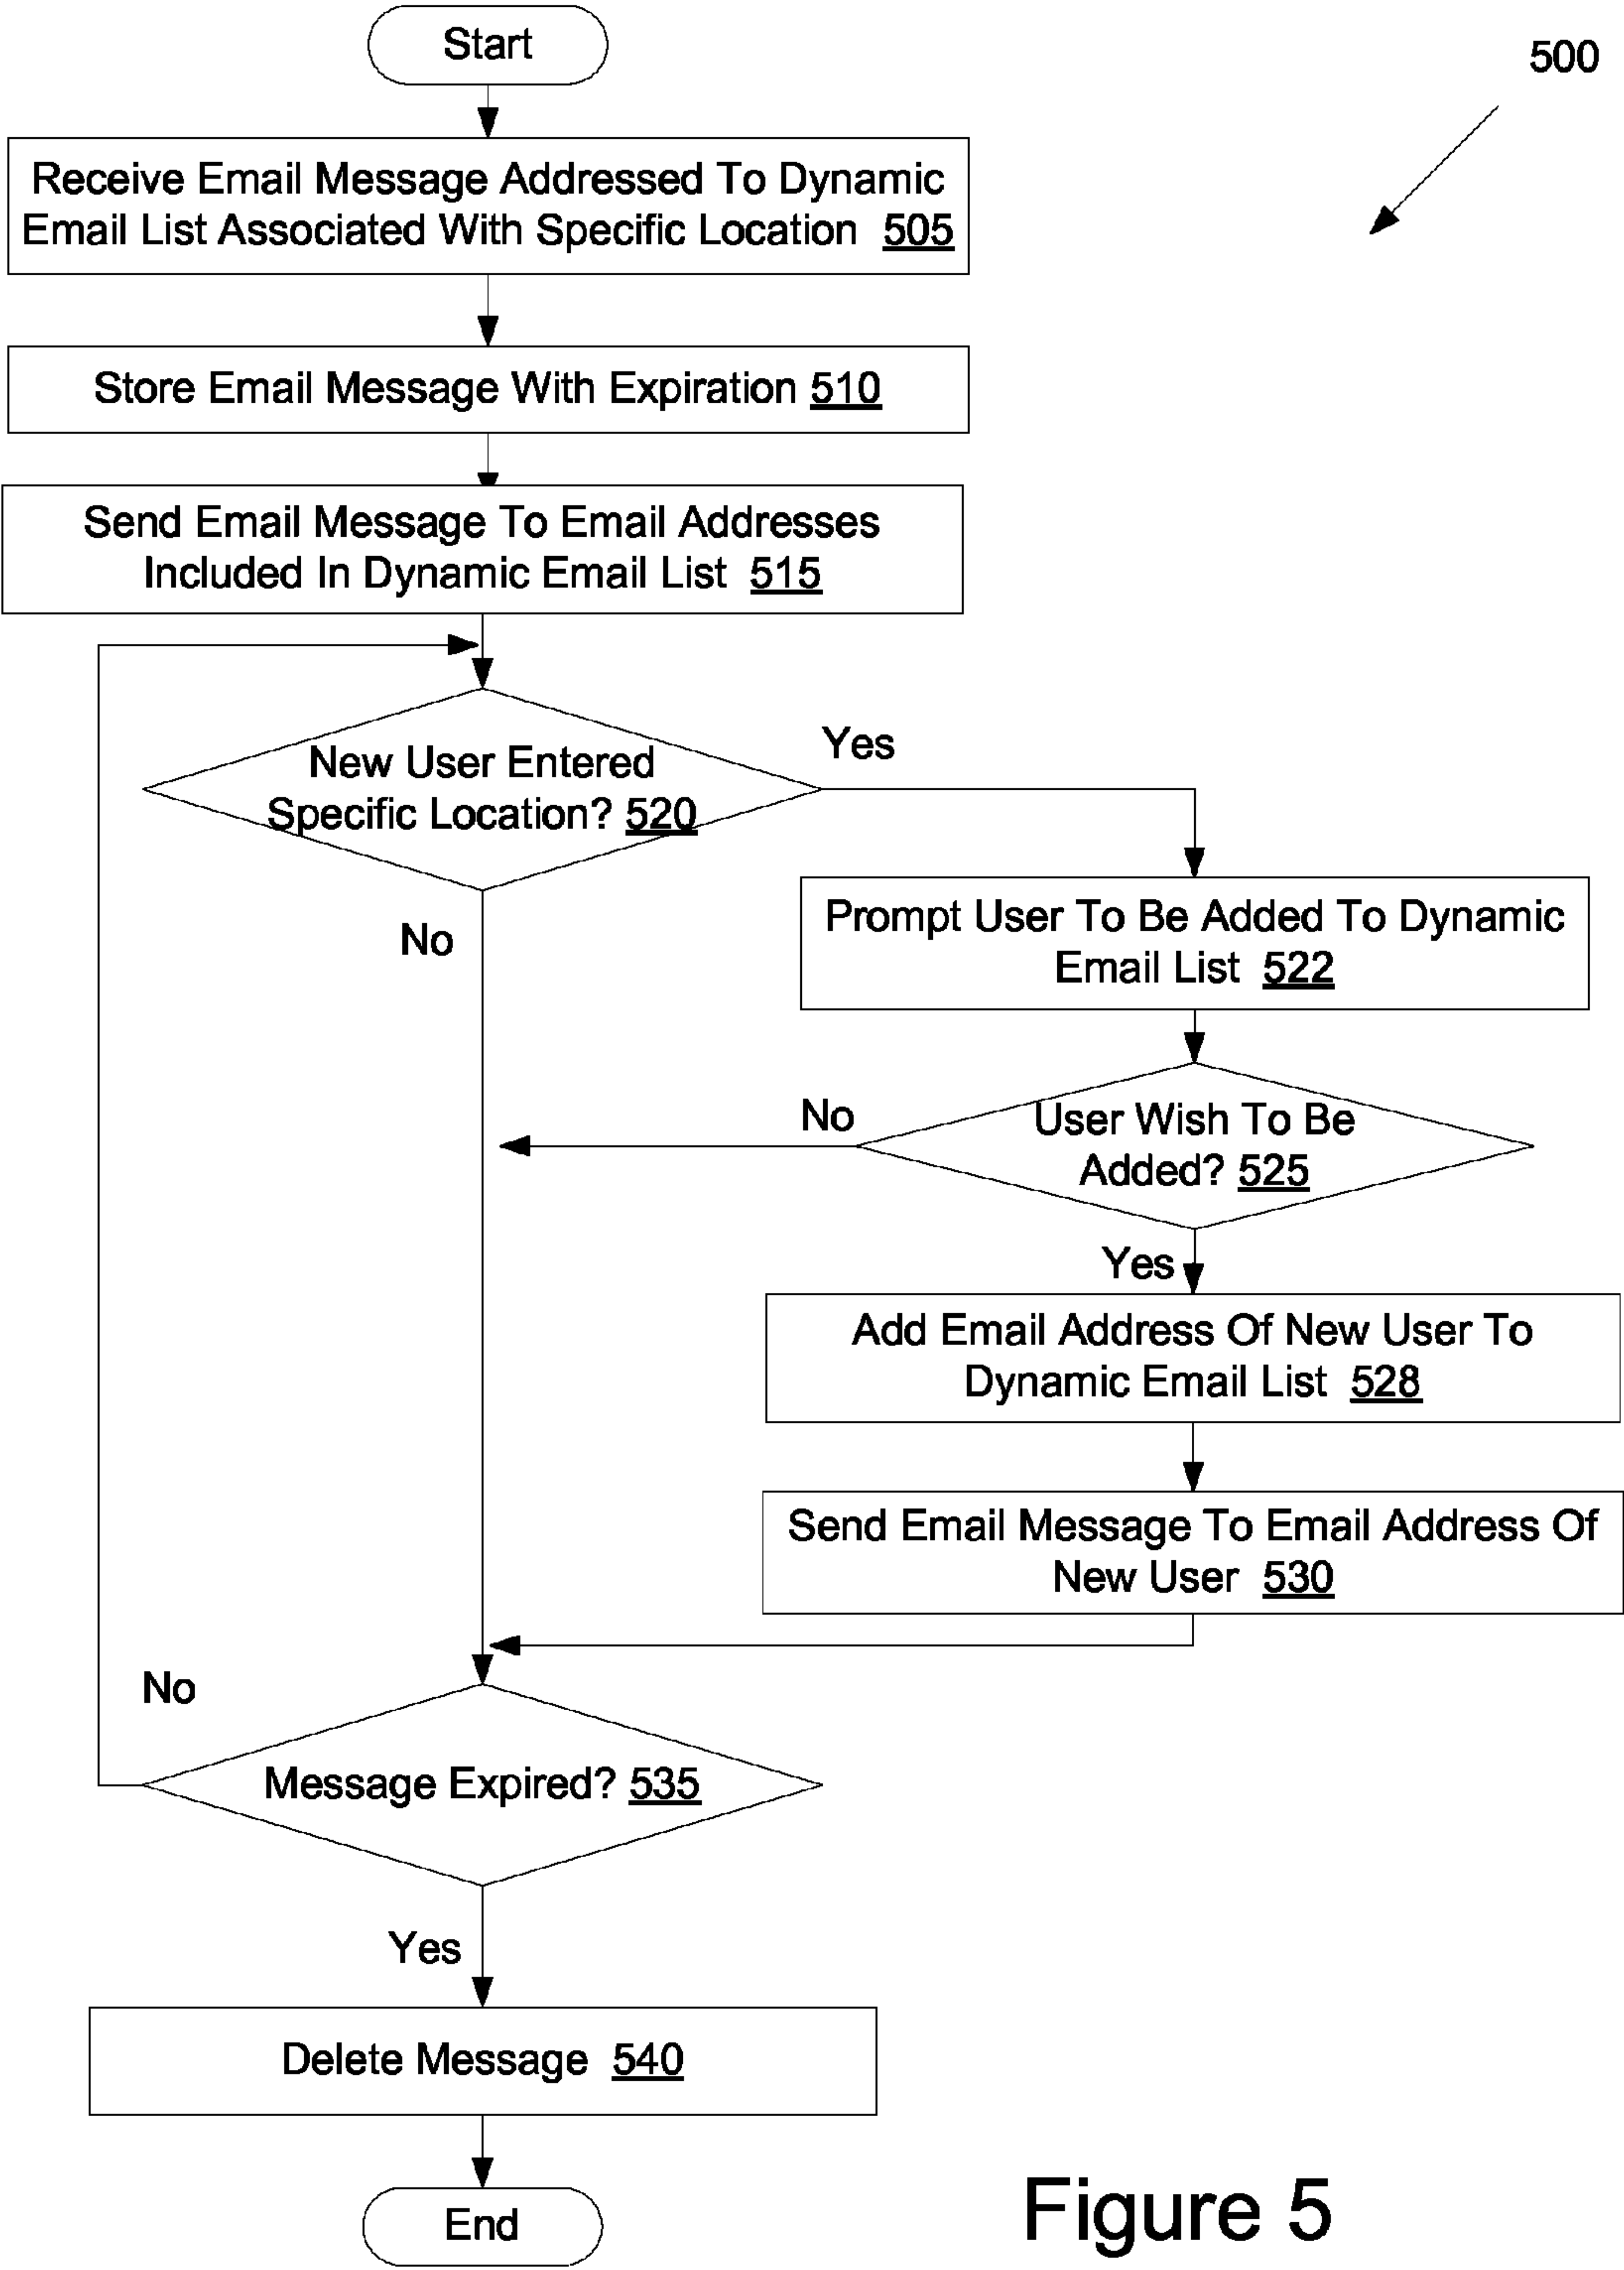 Start
500
Receive Email Message Addressed To Dynamic
Email List Associated With Specific Location 505
Store Email Message With Expiration 510
Send Email Message To Email Addresses
Included In Dynamic Email List 515
New User Entered
Specific Location? 520
Yes
No
Prompt User To Be Added To Dynamic
Email List 522
No
User Wish To Be
Added? 525
Yes
Add Email Address Of New User To
Dynamic Email List 528
Send Email Message To Email Address Of
New User 530
No
Message Expired? 535
Yes
Delete Message 540
End
Figure 5